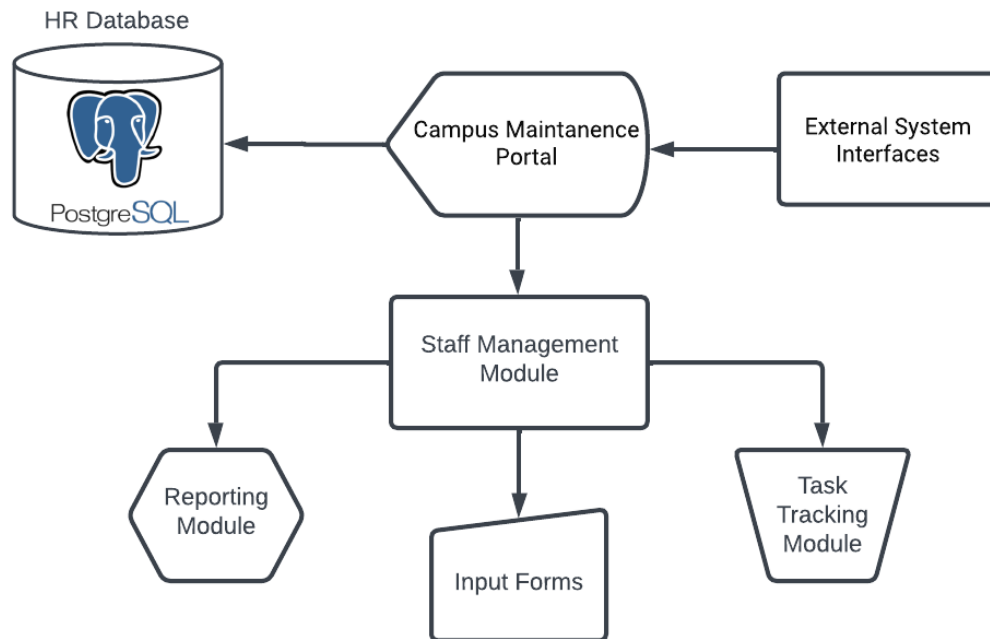 HR Database
PostgreSQL
Campus Maintanence
Portal
External System
Interfaces
Staff Management
Module
Reporting
Module
Input Forms
Task
Tracking
Module